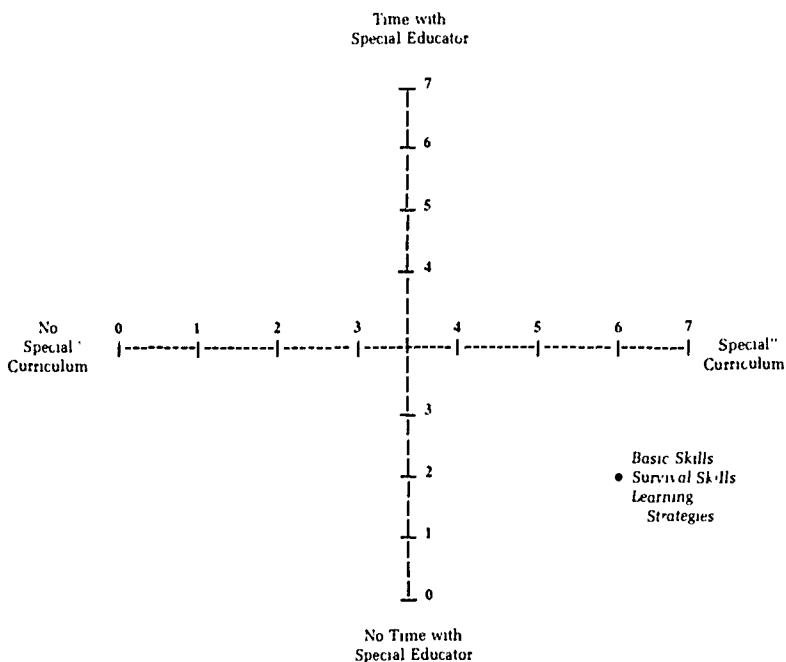 Time with
Special Educator
7
6
5
4
No
Special '
Curriculum
0 1 2 3 4 5 6 7
Special"
Curriculum
3
2
1
0
Basic Skills
Survival Skills
Learning
Strategies
No Time with
Special Educator